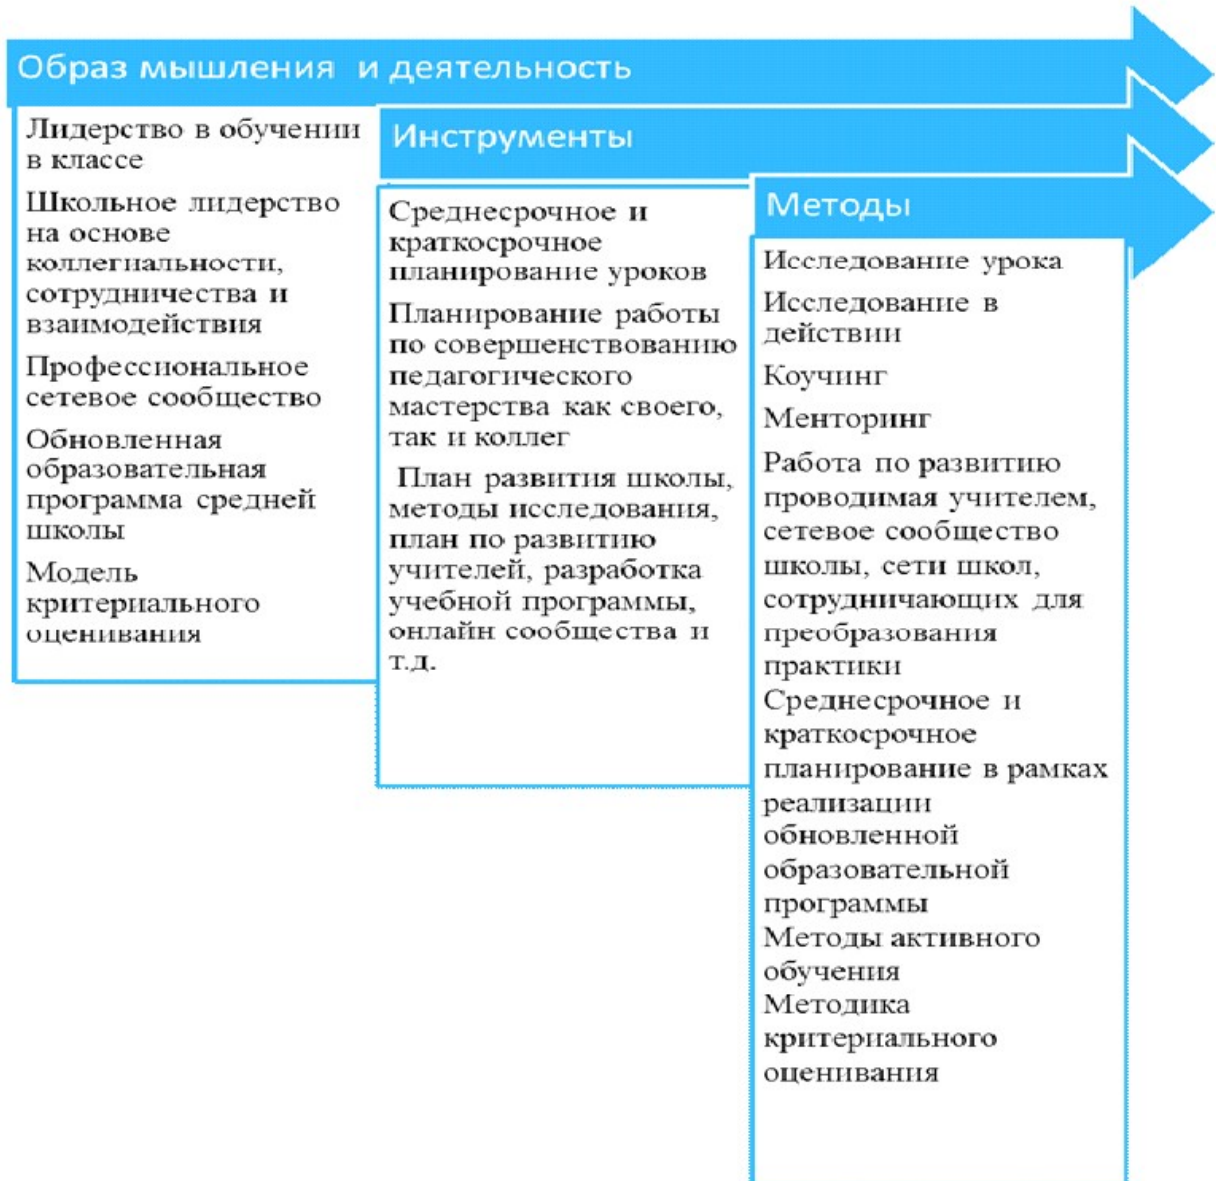 Образ мышления и деятельность
Лидерство в обучении
в классе
Школьное лидерство
на основе
коллегиальности,
сотрудничества и
взаимодействия
Профессиональное
сетевое сообщество
Обновленная
образовательная
программа средней
школы
Модель
критериального
оценивания
Инструменты
Среднесрочное и
краткосрочное
планирование уроков
Планирование работы
по совершенствованию
педагогического
мастерства как своего,
так и коллег
План развития школы,
методы исследования,
план по развитию
учителей, разработка
учебной программы,
онлайн сообщества и
т.д.
Методы
Исследование урока
Исследование в
действии
Коучинг
Менторинг
Работа по развитию
проводимая учителем,
сетевое сообщество
школы, сети школ,
сотрудничающих для
преобразования
практики
Среднесрочное и
краткосрочное
планирование в рамках
реализации
обновленной
образовательной
программы
Методы активного
обучения
Методика
критериального
оценивания